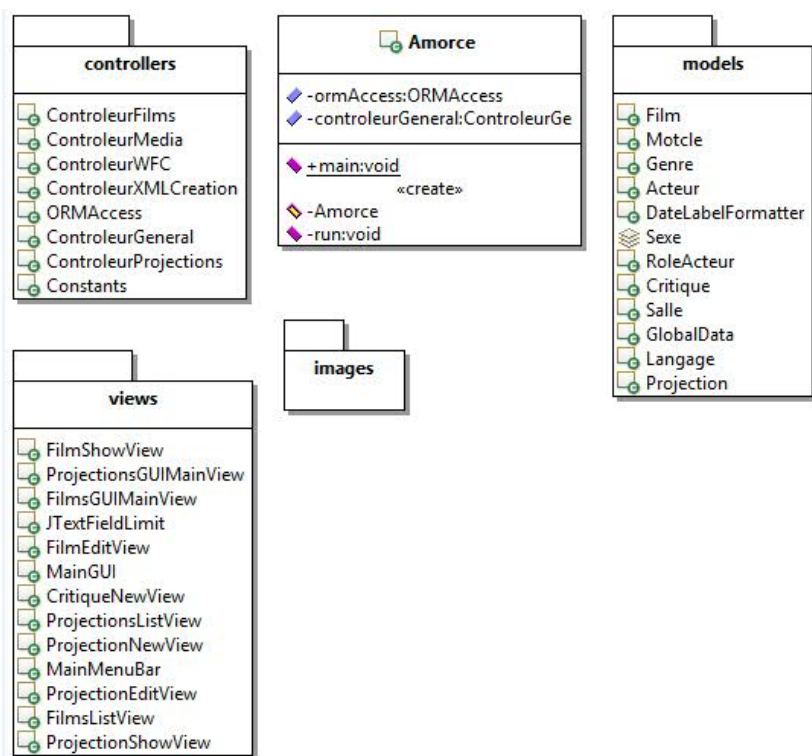 controllers
ControleurFilms
ControleurMedia
ControleurWFC
ControleurXMLCreation
ORMAccess
ControleurGeneral
ControleurProjections
Constants
Amorce
-ormAccess:ORMAccess
-controleurGeneral:ControleurGe
+main:void
«create»
-Amorce
-run:void
models
Film
Motcle
Genre
Acteur
DateLabelFormatter
Sexe
RoleActeur
Critique
Salle
GlobalData
Langage
Projection
images
views
FilmShowView
ProjectionsGUIMainView
FilmsGUIMainView
JTextFieldLimit
FilmEditView
MainGUI
CritiqueNewView
ProjectionsListView
ProjectionNewView
MainMenuBar
ProjectionEditView
FilmsListView
ProjectionShowView